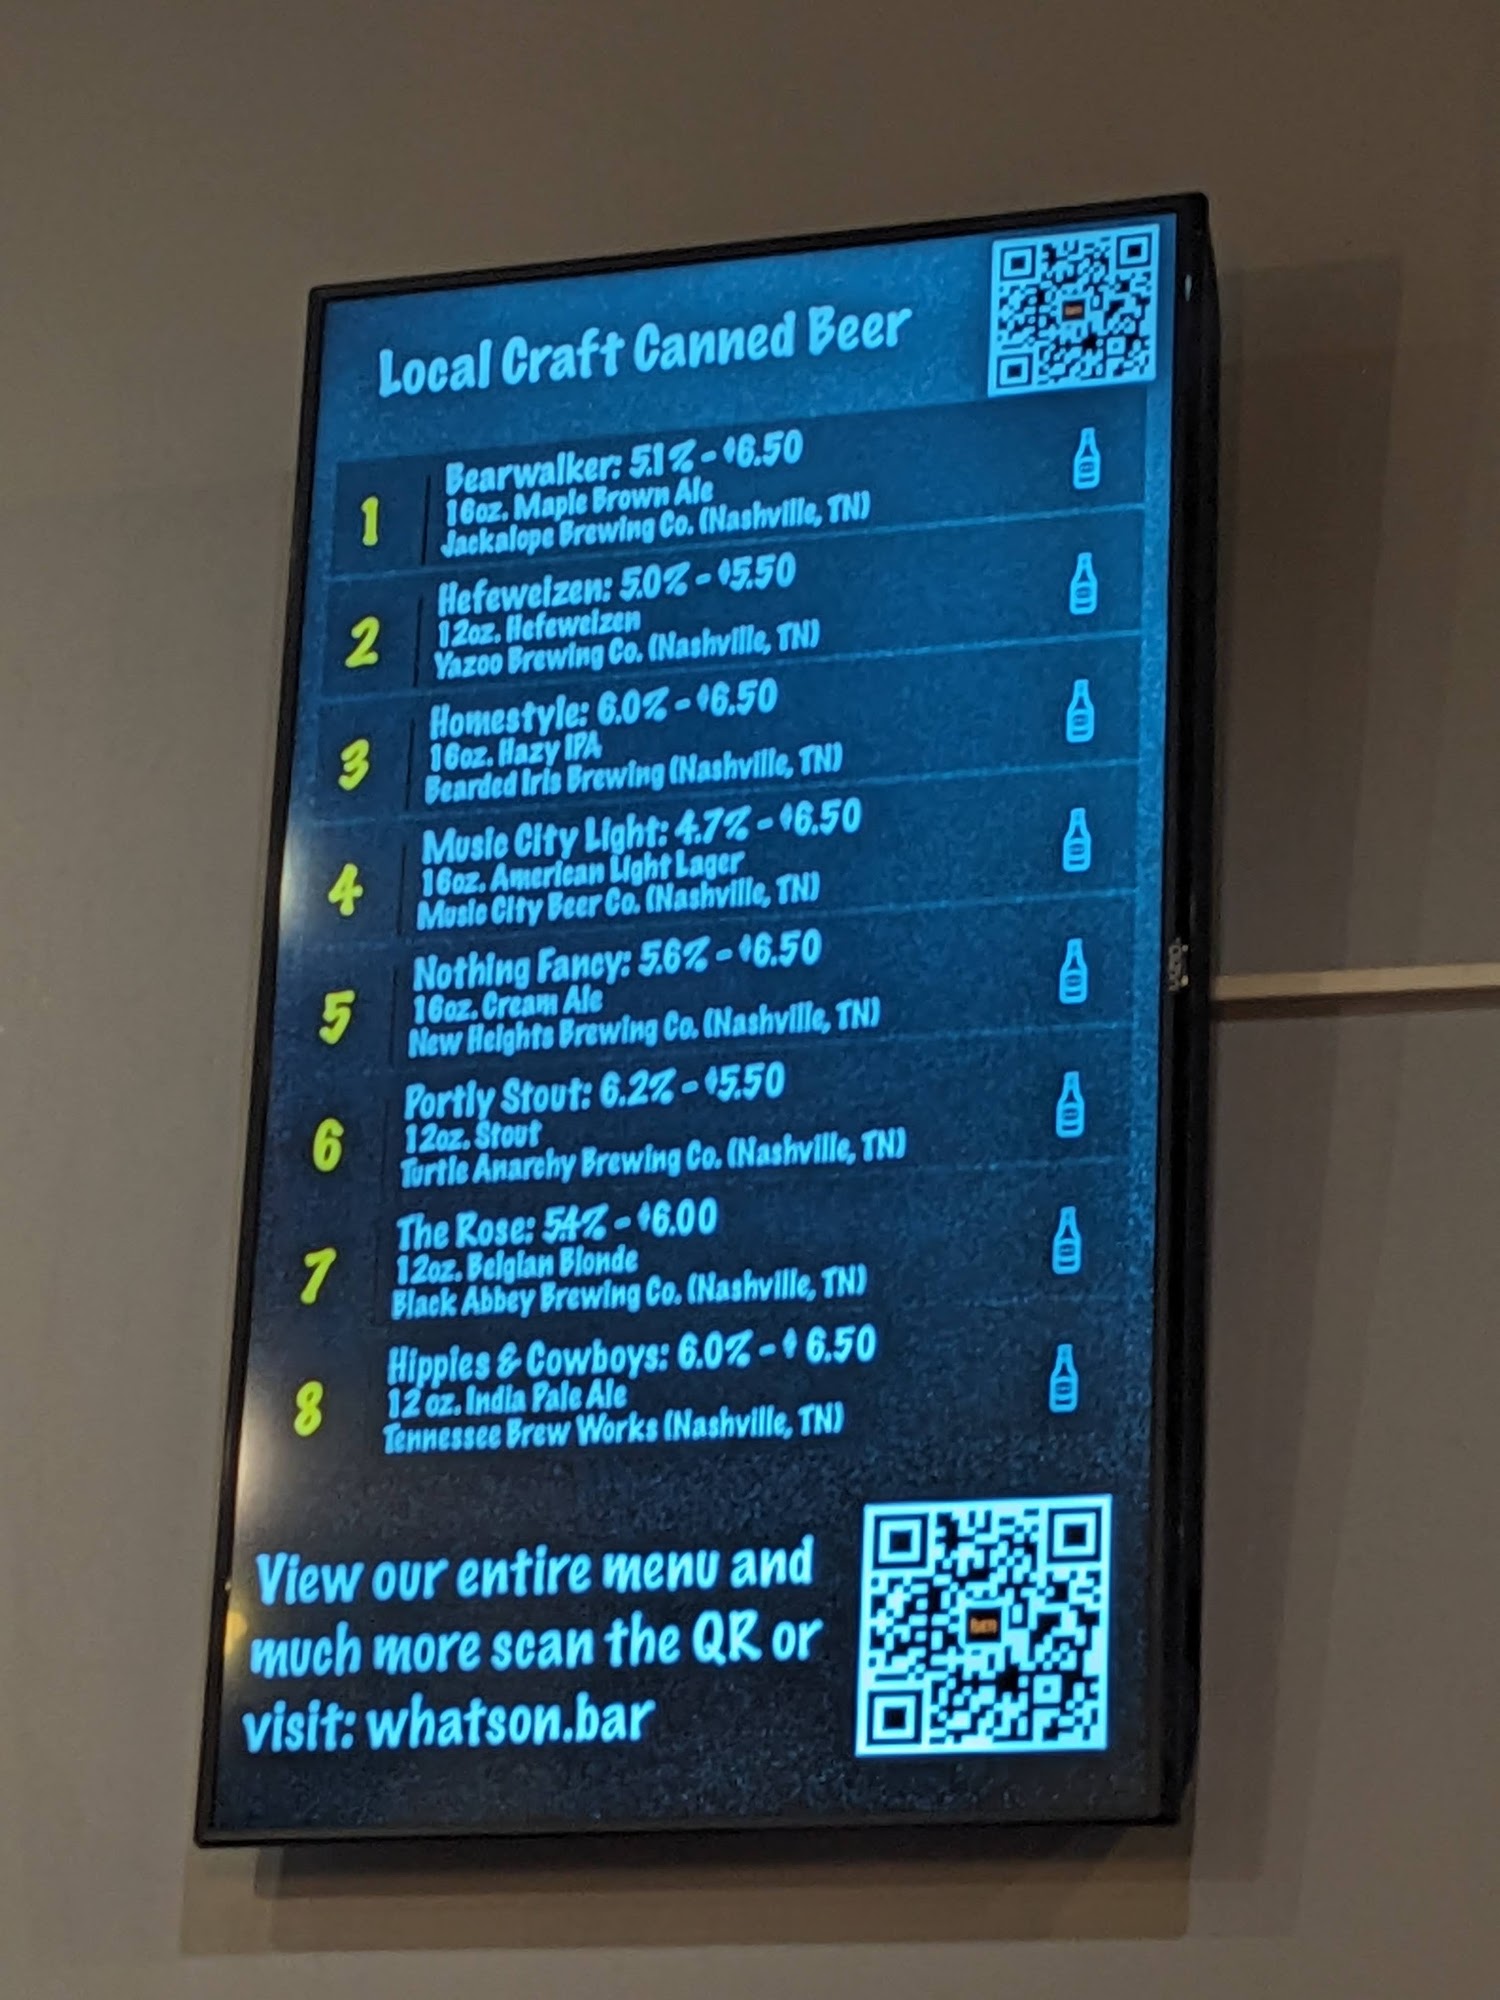 Local Craft Canned Beer
1
Bearwalker: 5.1% - $6.50
16oz. Maple Brown Ale
Jackalope Brewing Co. (Nashville, TN)
2
Hefeweizen: 5.0% - $5.50
12oz. Hefeweizen
Yazoo Brewing Co. (Nashville, TN)
3
Homestyle: 6.0% - $6.50
16oz. Hazy IPA
Bearded Iris Brewing (Nashville, TN)
4
Music City Light: 4.7% - $6.50
16oz. American Light Lager
Music City Beer Co. (Nashville, TN)
5
Nothing Fancy: 5.6% - $6.50
16oz. Cream Ale
New Heights Brewing Co. (Nashville, TN)
6
Portly Stout: 6.2% - $5.50
12oz. Stout
Turtle Anarchy Brewing Co. (Nashville, TN)
7
The Rose: 5.4% - $6.00
12oz. Belgian Blonde
Black Abbey Brewing Co. (Nashville, TN)
8
Hippies & Cowboys: 6.0% - $ 6.50
12 oz. India Pale Ale
Tennessee Brew Works (Nashville, TN)
View our entire menu and
much more scan the QR or
visit: whatson.bar